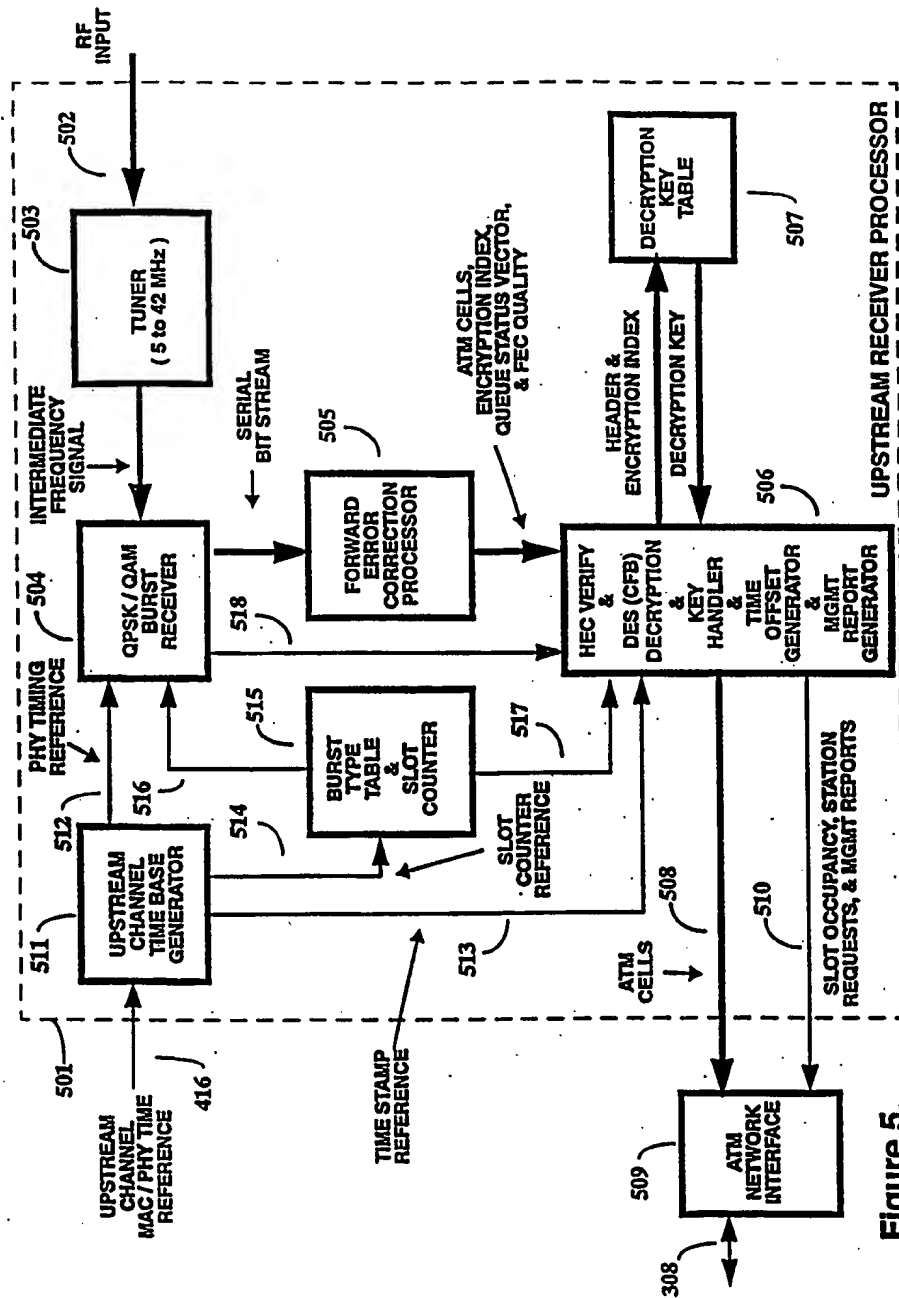 RF
INPUT
502
503
TUNER
( 5 to 42 MHz )
INTERMEDIATE
FREQUENCY
SIGNAL
504
QPSK / QAM
BURST
RECEIVER
PHY TIMING
REFERENCE
512
516
511
UPSTREAM
CHANNEL
TIME BASE
GENERATOR
501
416
UPSTREAM
CHANNEL
MAC / PHY TIME
REFERENCE
SERIAL
BIT STREAM
505
FORWARD
ERROR
CORRECTION
PROCESSOR
518
515
BURST
TYPE
TABLE
&
SLOT
COUNTER
514
517
SLOT
COUNTER
REFERENCE
513
TIME STAMP
REFERENCE
ATM CELLS,
ENCRYPTION INDEX,
QUEUE STATUS VECTOR,
& FEC QUALITY
DECRYPTION
KEY
TABLE
507
HEADER &
ENCRYPTION INDEX
DECRYPTION KEY
506
HEC VERIFY
&
DES (CFB)
DECRYPTION
&
KEY
HANDLER
&
TIME
OFFSET
GENERATOR
&
MGMT
REPORT
GENERATOR
UPSTREAM RECEIVER PROCESSOR
508
ATM
CELLS
510
SLOT OCCUPANCY, STATION
REQUESTS, & MGMT REPORTS
509
ATM
NETWORK
INTERFACE
308
Figure 5